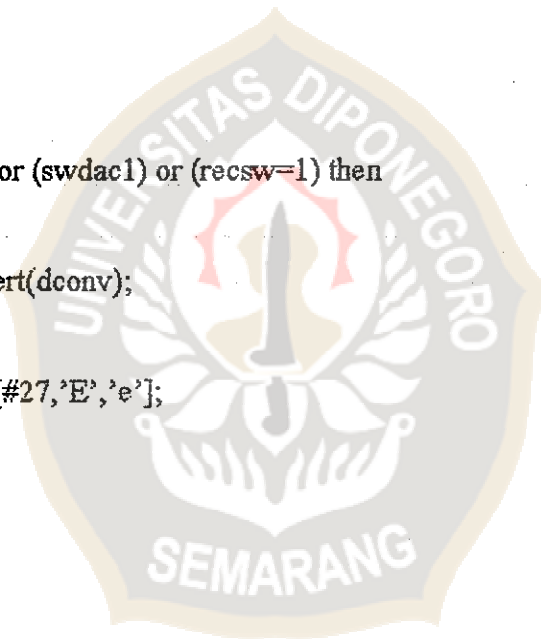 or (swdac1) or (recsw=1) then
ert(dconv);
[#27,’E’,’e’];
UNIVERSITAS DIPONEGORO
SEMARANG